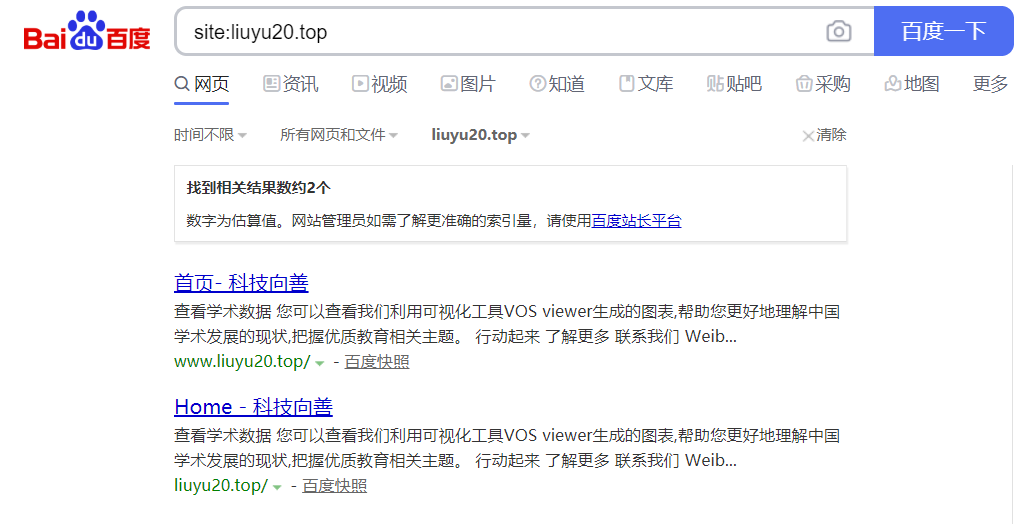 Bai du 百度 site:liuyu20.top 百度一下
网页 资讯 视频 图片 知道 文库 贴吧 采购 地图 更多
时间不限 所有网页和文件 liuyu20.top 清除
找到相关结果数约2个
数字为估算值。网站管理员如需了解更准确的索引量，请使用百度站长平台
首页- 科技向善
查看学术数据 您可以查看我们利用可视化工具VOS viewer生成的图表,帮助您更好地理解中国
学术发展的现状,把握优质教育相关主题。 行动起来 了解更多 联系我们 Weib...
www.liuyu20.top/ - 百度快照
Home - 科技向善
查看学术数据 您可以查看我们利用可视化工具VOS viewer生成的图表,帮助您更好地理解中国
学术发展的现状,把握优质教育相关主题。 行动起来 了解更多 联系我们 Weib...
liuyu20.top/ - 百度快照